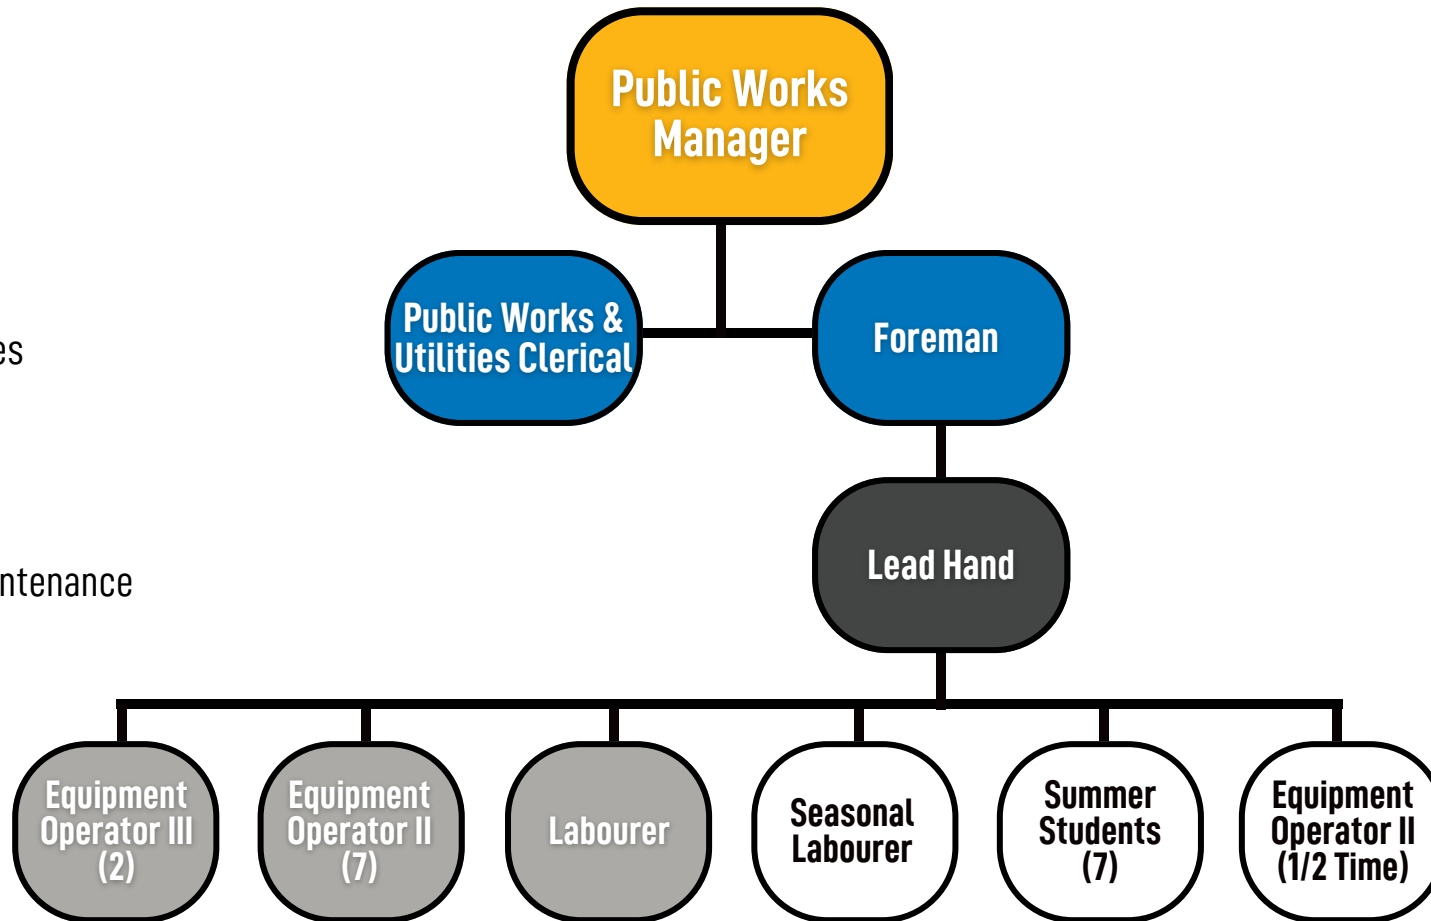 Public Works
Manager
Public Works &
Utilities Clerical
Foreman
es
Lead Hand
ntenance
Equipment
Operator III
(2)
Equipment
Operator II
(7)
Labourer
Seasonal
Labourer
Summer
Students
(7)
Equipment
Operator II
(1/2 Time)